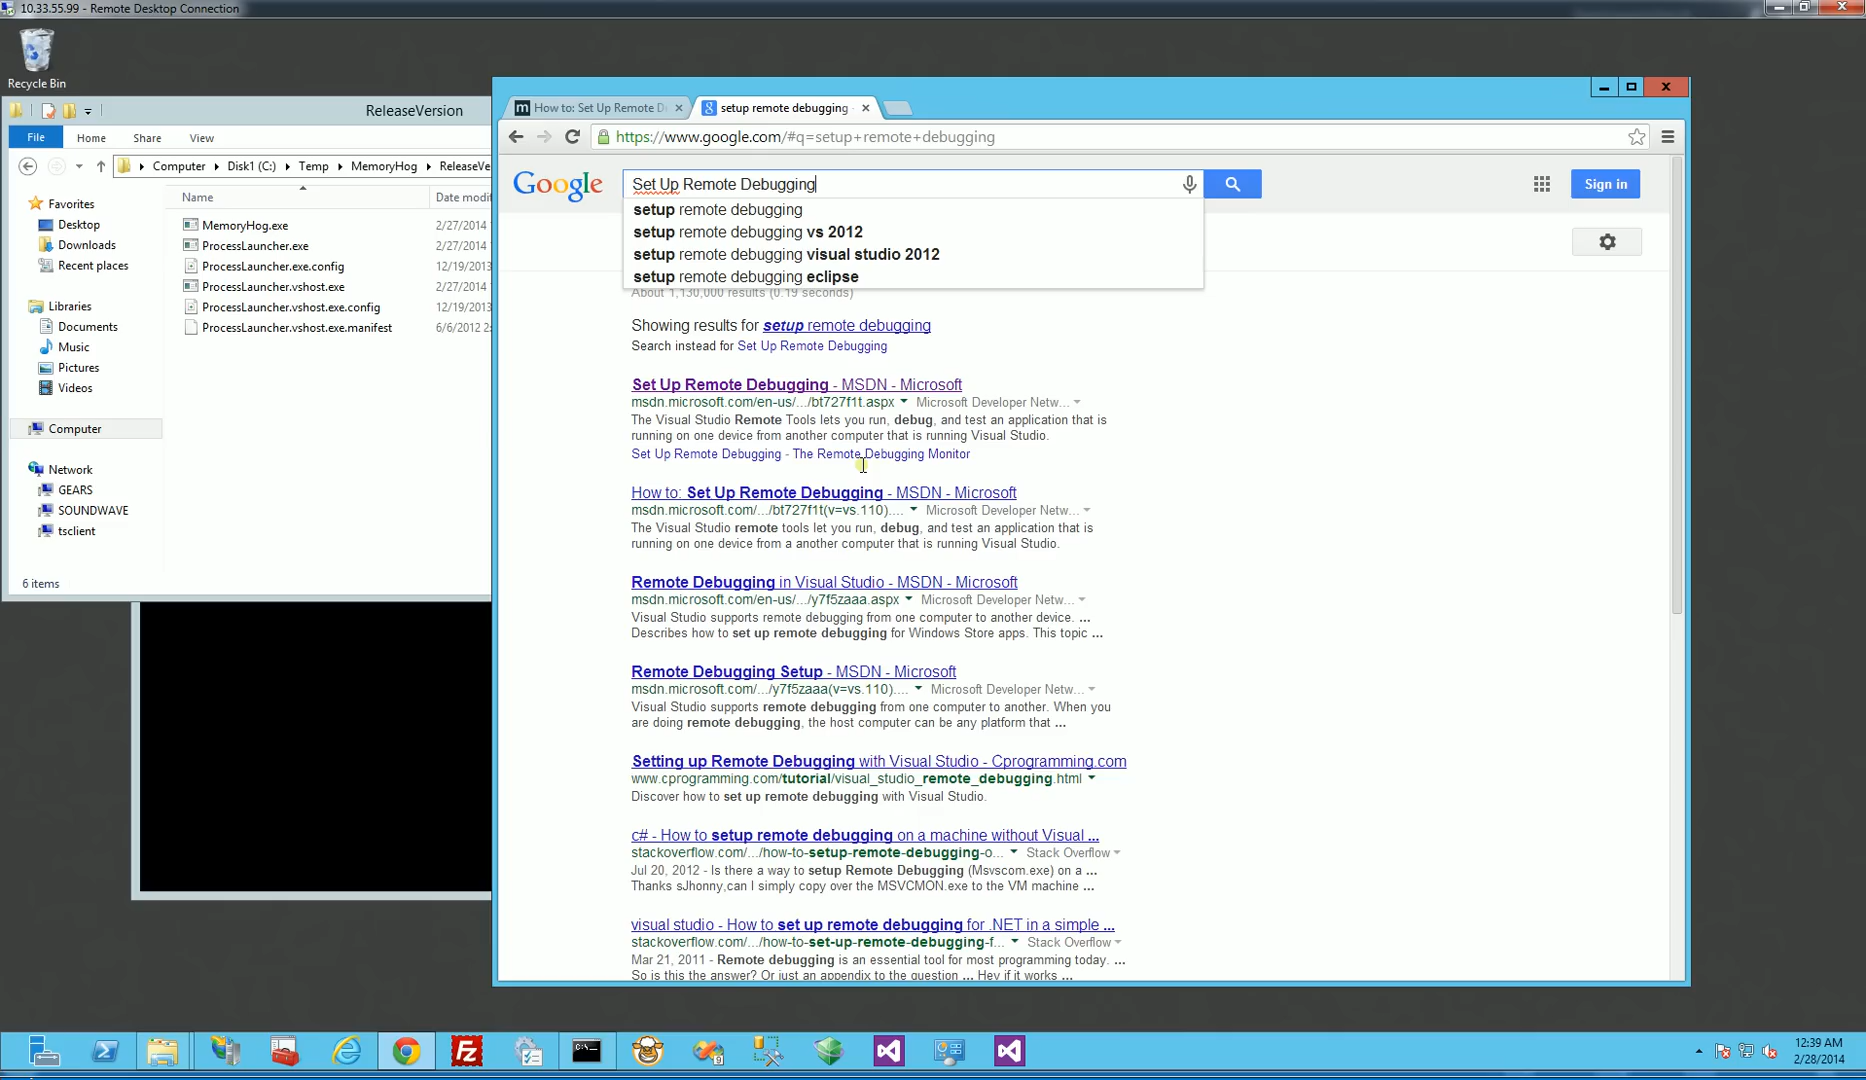 10.33.55.99 - Remote Desktop Connection
Recycle Bin
ReleaseVersion
File Home Share View
Computer Disk1 (C:) Temp MemoryHog ReleaseVe
Name Date modif
Favorites
Desktop
Downloads
Recent places
Libraries
Documents
Music
Pictures
Videos
Computer
Network
GEARS
SOUNDWAVE
tsclient
MemoryHog.exe 2/27/2014
ProcessLauncher.exe 2/27/2014
ProcessLauncher.exe.config 12/19/2013
ProcessLauncher.vshost.exe 2/27/2014
ProcessLauncher.vshost.exe.config 12/19/2013
ProcessLauncher.vshost.exe.manifest 6/6/2012 2:
6 items
How to: Set Up Remote D
setup remote debugging
https://www.google.com/#q=setup+remote+debugging
Google
Set Up Remote Debugging
Sign in
setup remote debugging
setup remote debugging vs 2012
setup remote debugging visual studio 2012
setup remote debugging eclipse
About 1,130,000 results (0.19 seconds)
Showing results for setup remote debugging
Search instead for Set Up Remote Debugging
Set Up Remote Debugging - MSDN - Microsoft
msdn.microsoft.com/en-us/.../bt727f1t.aspx Microsoft Developer Netw...
The Visual Studio Remote Tools lets you run, debug, and test an application that is
running on one device from another computer that is running Visual Studio.
Set Up Remote Debugging - The Remote Debugging Monitor
How to: Set Up Remote Debugging - MSDN - Microsoft
msdn.microsoft.com/.../bt727f1t(v=vs.110).... Microsoft Developer Netw...
The Visual Studio remote tools let you run, debug, and test an application that is
running on one device from a another computer that is running Visual Studio.
Remote Debugging in Visual Studio - MSDN - Microsoft
msdn.microsoft.com/en-us/.../y7f5zaaa.aspx Microsoft Developer Netw...
Visual Studio supports remote debugging from one computer to another device. ...
Describes how to set up remote debugging for Windows Store apps. This topic ...
Remote Debugging Setup - MSDN - Microsoft
msdn.microsoft.com/.../y7f5zaaa(v=vs.110).... Microsoft Developer Netw...
Visual Studio supports remote debugging from one computer to another. When you
are doing remote debugging, the host computer can be any platform that ...
Setting up Remote Debugging with Visual Studio - Cprogramming.com
www.cprogramming.com/tutorial/visual_studio_remote_debugging.html
Discover how to set up remote debugging with Visual Studio.
c# - How to setup remote debugging on a machine without Visual ...
stackoverflow.com/.../how-to-setup-remote-debugging-o... Stack Overflow
Jul 20, 2012 - Is there a way to setup Remote Debugging (Msvscom.exe) on a ...
Thanks sJhonny,can I simply copy over the MSVCMON.exe to the VM machine ...
visual studio - How to set up remote debugging for .NET in a simple ...
stackoverflow.com/.../how-to-set-up-remote-debugging-f... Stack Overflow
Mar 21, 2011 - Remote debugging is an essential tool for most programming today. ...
So is this the answer? Or just an appendix to the question ... Hey if it works ...
12:39 AM
2/28/2014